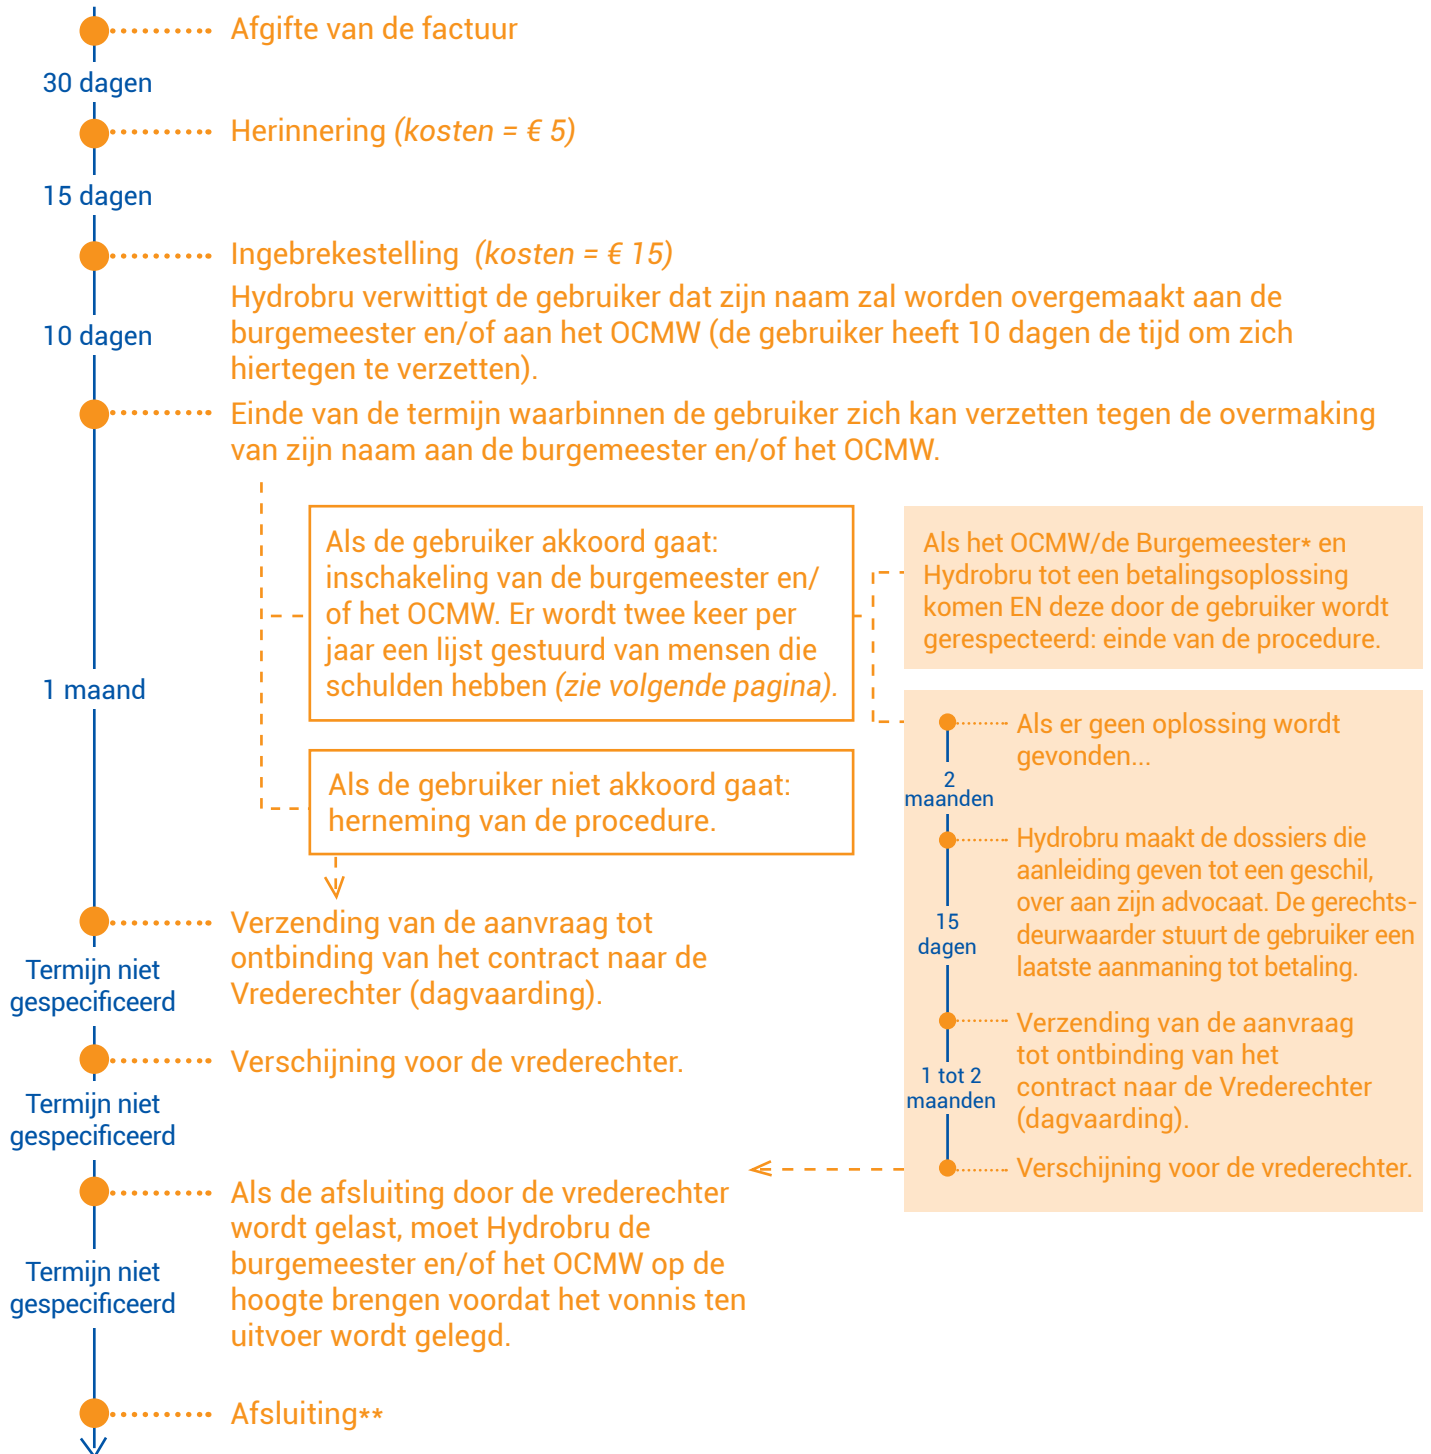 Afgifte van de factuur
30 dagen
Herinnering (kosten = € 5)
15 dagen
Ingebrekestelling (kosten = € 15)
Hydrobru verwittigt de gebruiker dat zijn naam zal worden overgemaakt aan de
burgemeester en/of aan het OCMW (de gebruiker heeft 10 dagen de tijd om zich
hiertegen te verzetten).
10 dagen
Einde van de termijn waarbinnen de gebruiker zich kan verzetten tegen de overmaking
van zijn naam aan de burgemeester en/of het OCMW.
1 maand
Als de gebruiker akkoord gaat:
inschakeling van de burgemeester en/
of het OCMW. Er wordt twee keer per
jaar een lijst gestuurd van mensen die
schulden hebben (zie volgende pagina).
Als de gebruiker niet akkoord gaat:
herneming van de procedure.
Als het OCMW/de Burgemeester* en
Hydrobru tot een betalingsoplossing
komen EN deze door de gebruiker wordt
gerespecteerd: einde van de procedure.
Als er geen oplossing wordt
gevonden...
2
maanden
Hydrobru maakt de dossiers die
aanleiding geven tot een geschil,
over aan zijn advocaat. De gerechts-
deurwaarder stuurt de gebruiker een
laatste aanmaning tot betaling.
15
dagen
Verzending van de aanvraag
tot ontbinding van het
contract naar de Vrederechter
(dagvaarding).
1 tot 2
maanden
Verschijning voor de vrederechter.
Verzending van de aanvraag tot
ontbinding van het contract naar de
Vrederechter (dagvaarding).
Termijn niet
gespecificeerd
Verschijning voor de vrederechter.
Termijn niet
gespecificeerd
Als de afsluiting door de vrederechter
wordt gelast, moet Hydrobru de
burgemeester en/of het OCMW op de
hoogte brengen voordat het vonnis ten
uitvoer wordt gelegd.
Termijn niet
gespecificeerd
Afsluiting**